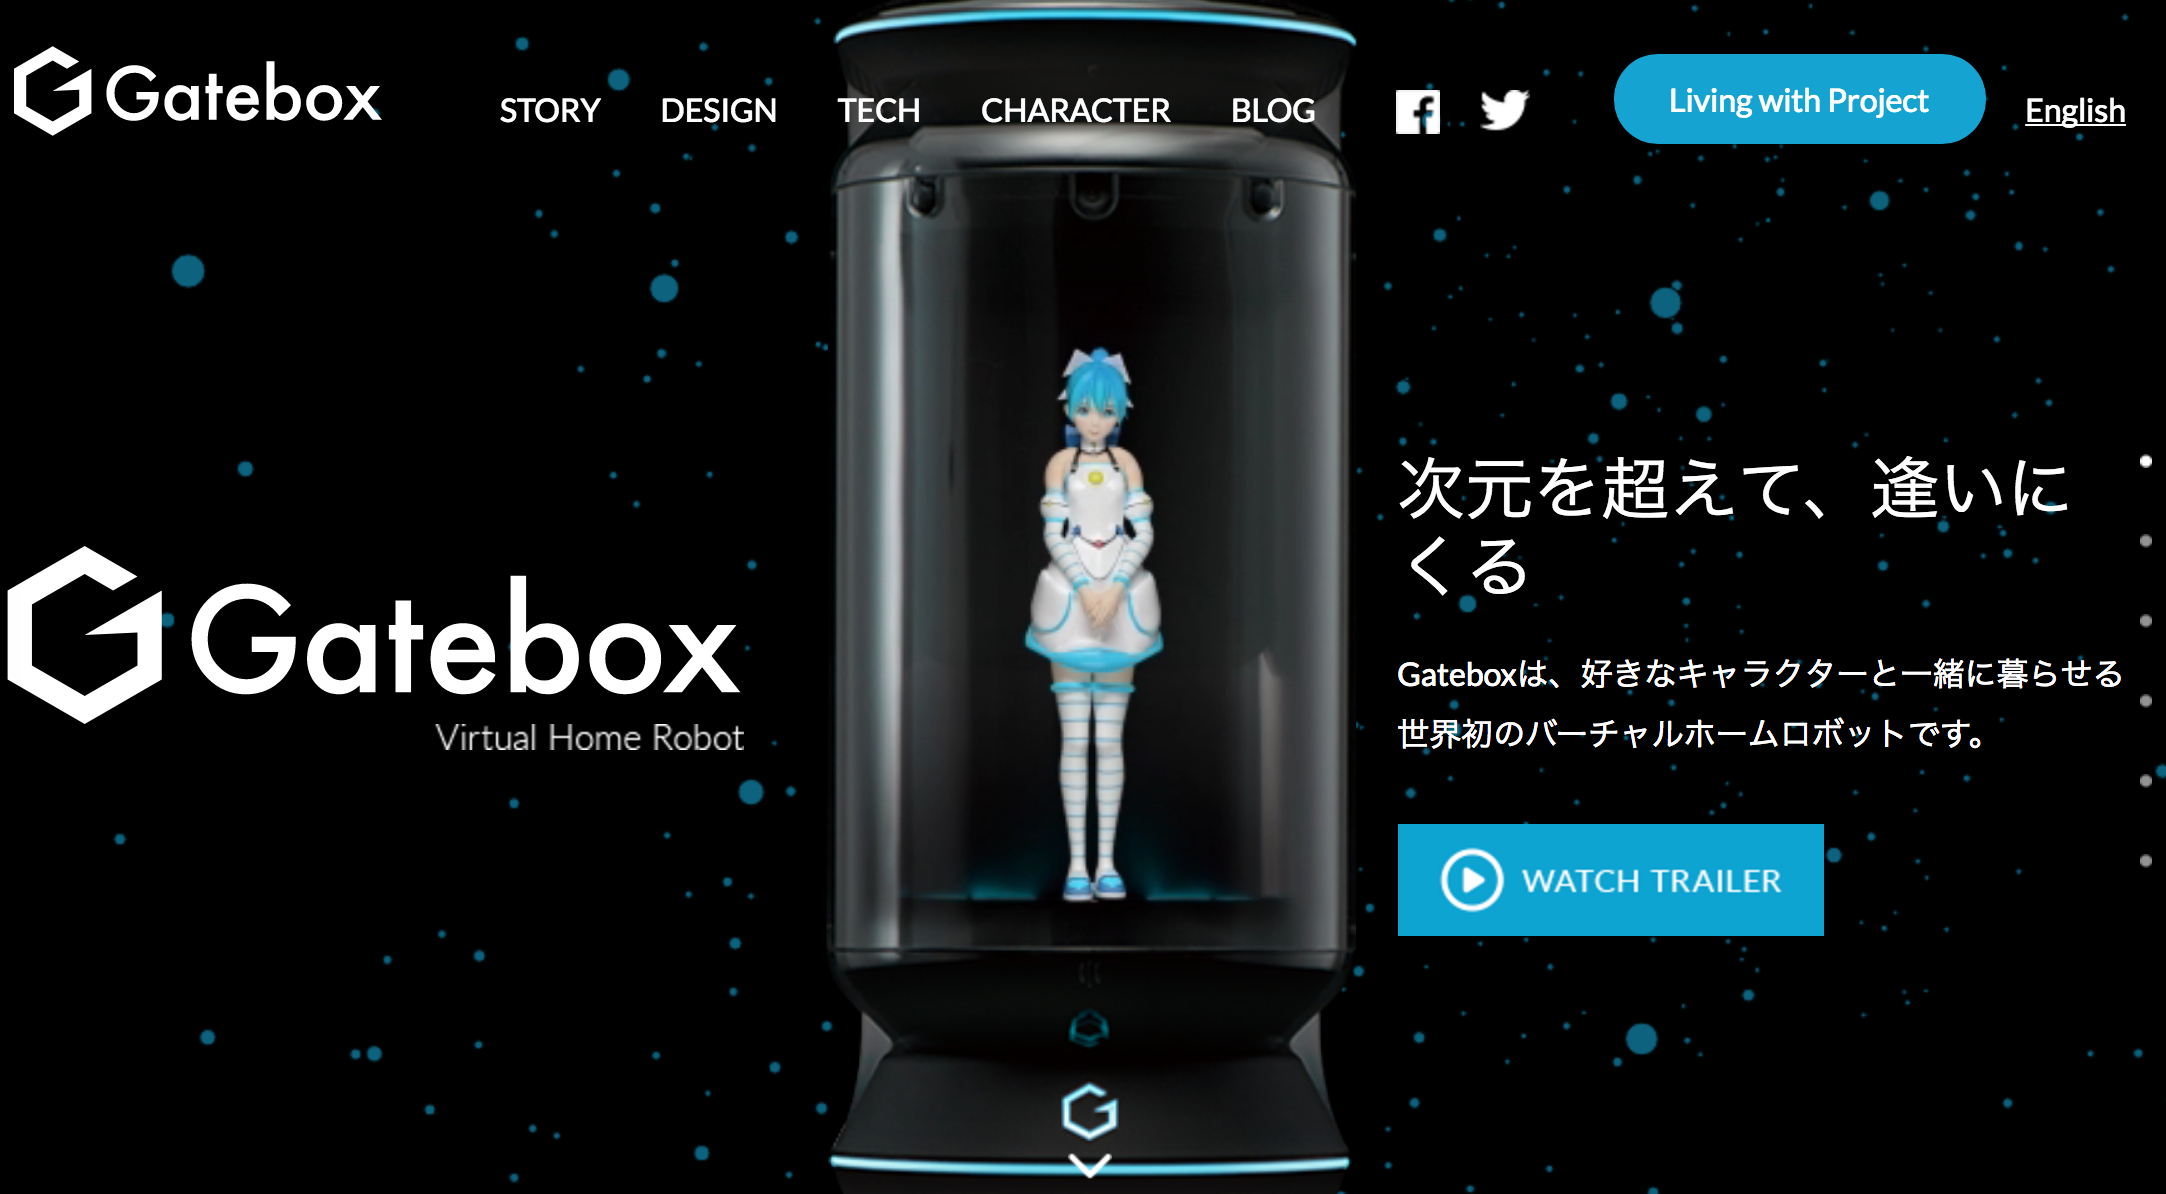 Gatebox
STORY
DESIGN
TECH
CHARACTER
BLOG
Living with Project
English
Gatebox
Virtual Home Robot
次元を超えて、逢いに
くる
Gateboxは、好きなキャラクターと一緒に暮らせる
世界初のバーチャルホームロボットです。
WATCH TRAILER